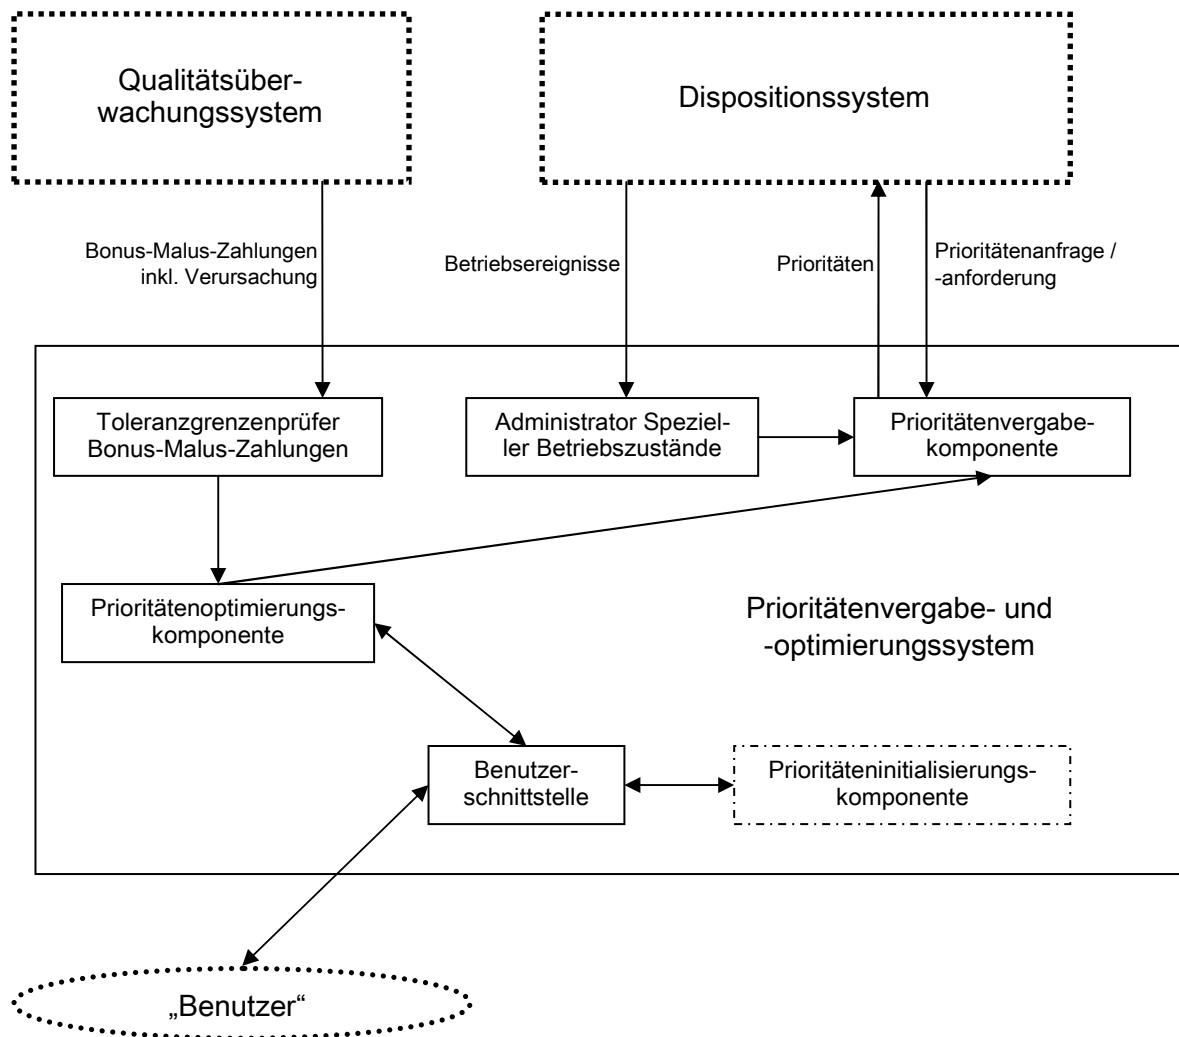 Qualitätsüber-
wachungssystem
Dispositionssystem
Bonus-Malus-Zahlungen
inkl. Verursachung
Betriebsereignisse
Prioritäten
Prioritätenanfrage /
-anforderung
Toleranzgrenzenprüfer
Bonus-Malus-Zahlungen
Administrator Speziel-
ler Betriebszustände
Prioritätenvergabe-
komponente
Prioritätenoptimierungs-
komponente
Prioritätenvergabe- und
-optimierungssystem
Benutzer-
schnittstelle
Prioritäteninitialisierungs-
komponente
„Benutzer“